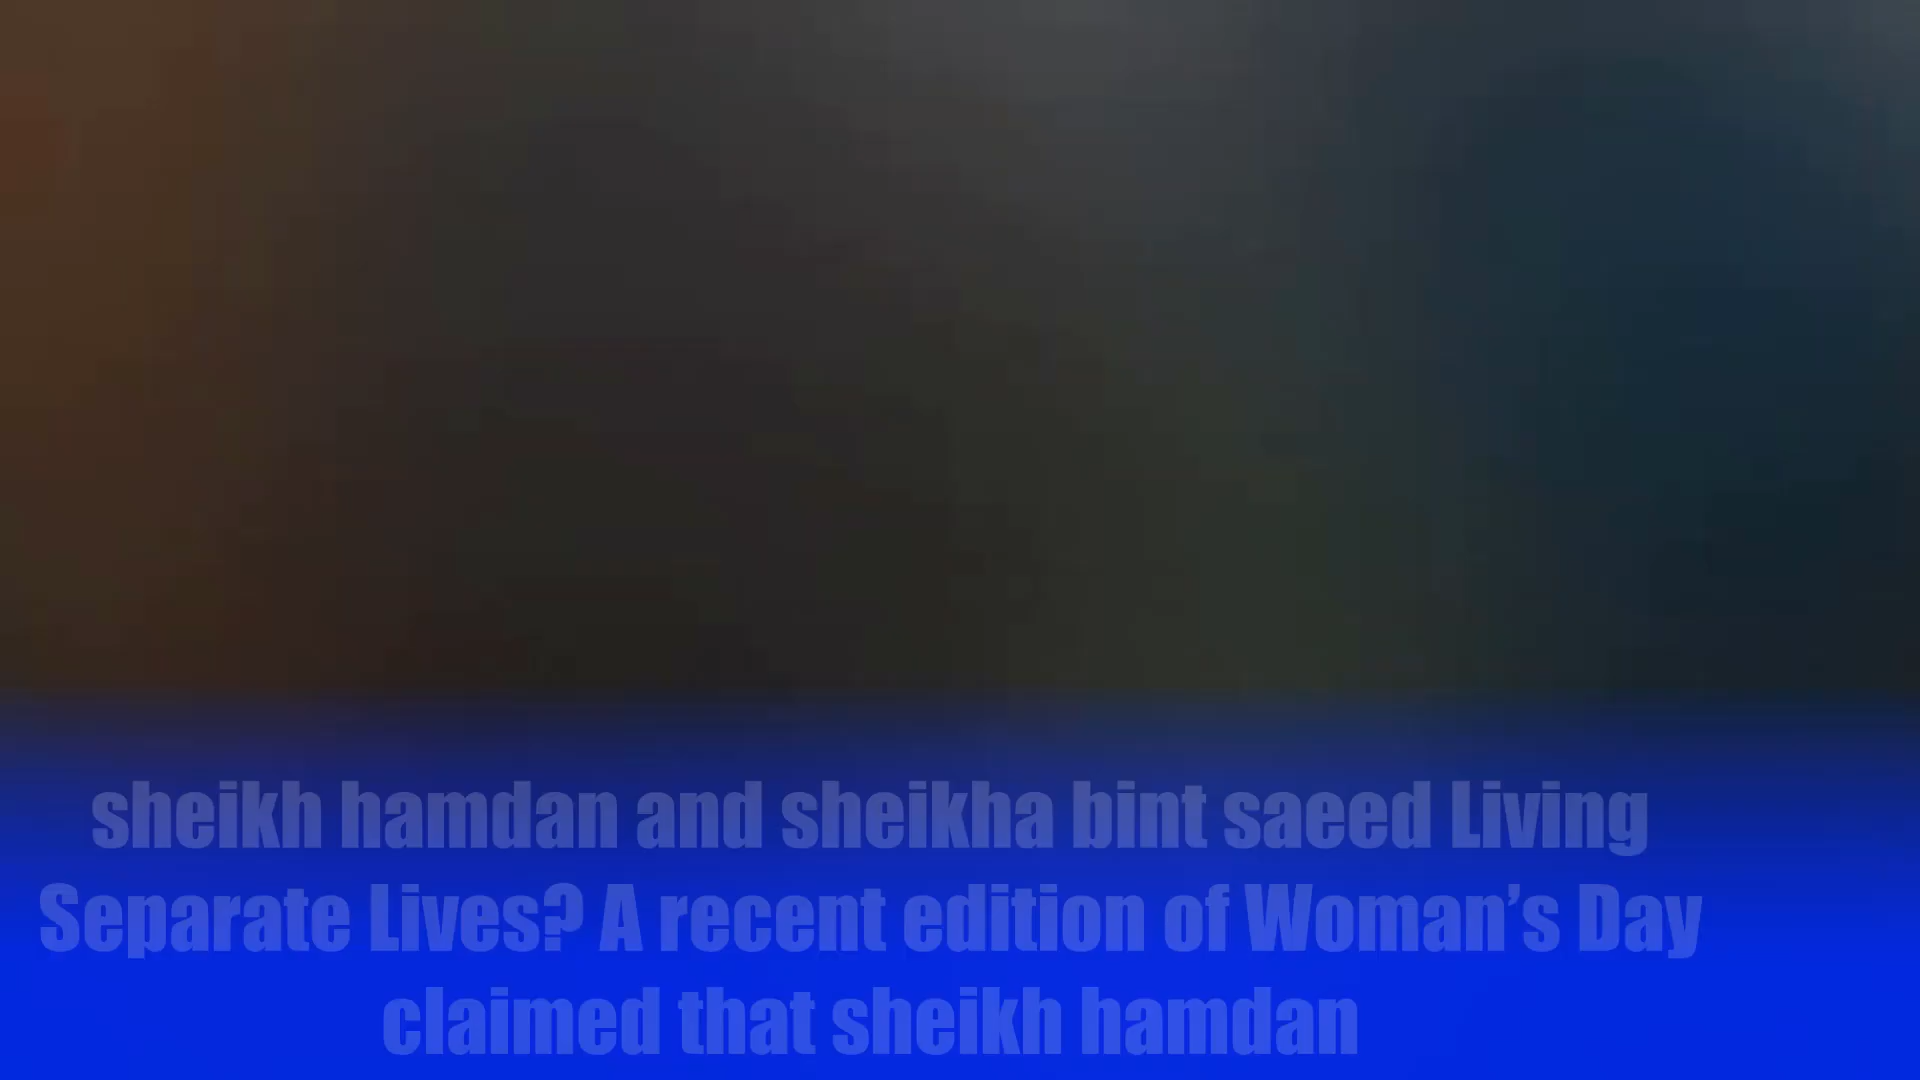 sheikh hamdan and sheikha bint saeed Living
Separate Lives? A recent edition of Woman’s Day
claimed that sheikh hamdan